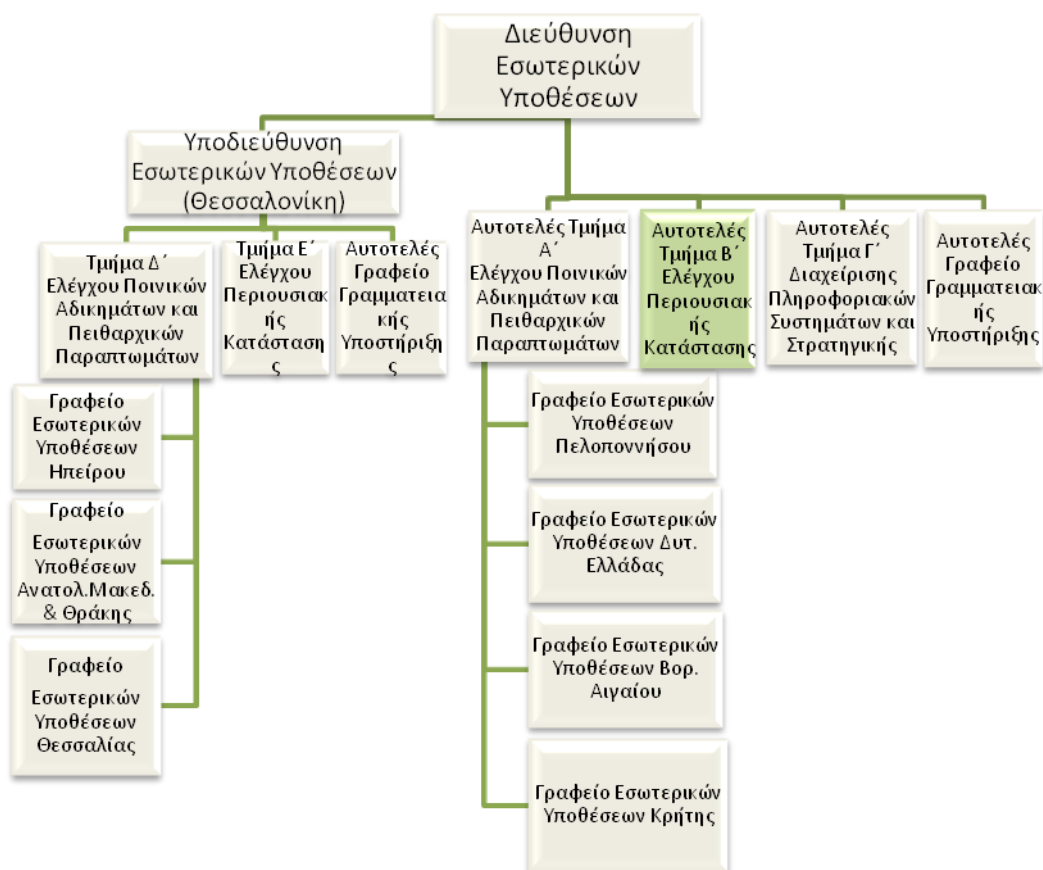 Διεύθυνση
Εσωτερικών
Υποθέσεων
Υποδιεύθυνση
Εσωτερικών Υποθέσεων
(Θεσσαλονίκη)
Τμήμα Δ΄
Ελέγχου Ποινικών
Αδικημάτων και
Πειθαρχικών
Παραπτωμάτων
Τμήμα Ε΄
Ελέγχου
Περιουσιακ
ής
Κατάσταση
ς
Αυτοτελές
Γραφείο
Γραμματεια
κής
Υποστήριξη
ς
Αυτοτελές Τμήμα
Α΄
Ελέγχου Ποινικών
Αδικημάτων και
Πειθαρχικών
Παραπτωμάτων
Αυτοτελές
Τμήμα Β΄
Ελέγχου
Περιουσιακ
ής
Κατάστασης
Αυτοτελές
Τμήμα Γ΄
Διαχείρισης
Πληροφοριακών
Συστημάτων και
Στρατηγικής
Αυτοτελές
Γραφείο
Γραμματειακ
ής
Υποστήριξης
Γραφείο
Εσωτερικών
Υποθέσεων
Ηπείρου
Γραφείο
Εσωτερικών
Υποθέσεων
Ανατολ.Μακεδ.
& Θράκης
Γραφείο
Εσωτερικών
Υποθέσεων
Θεσσαλίας
Γραφείο Εσωτερικών
Υποθέσεων
Πελοποννήσου
Γραφείο Εσωτερικών
Υποθέσεων Δυτ.
Ελλάδας
Γραφείο Εσωτερικών
Υποθέσεων Βορ.
Αιγαίου
Γραφείο Εσωτερικών
Υποθέσεων Κρήτης